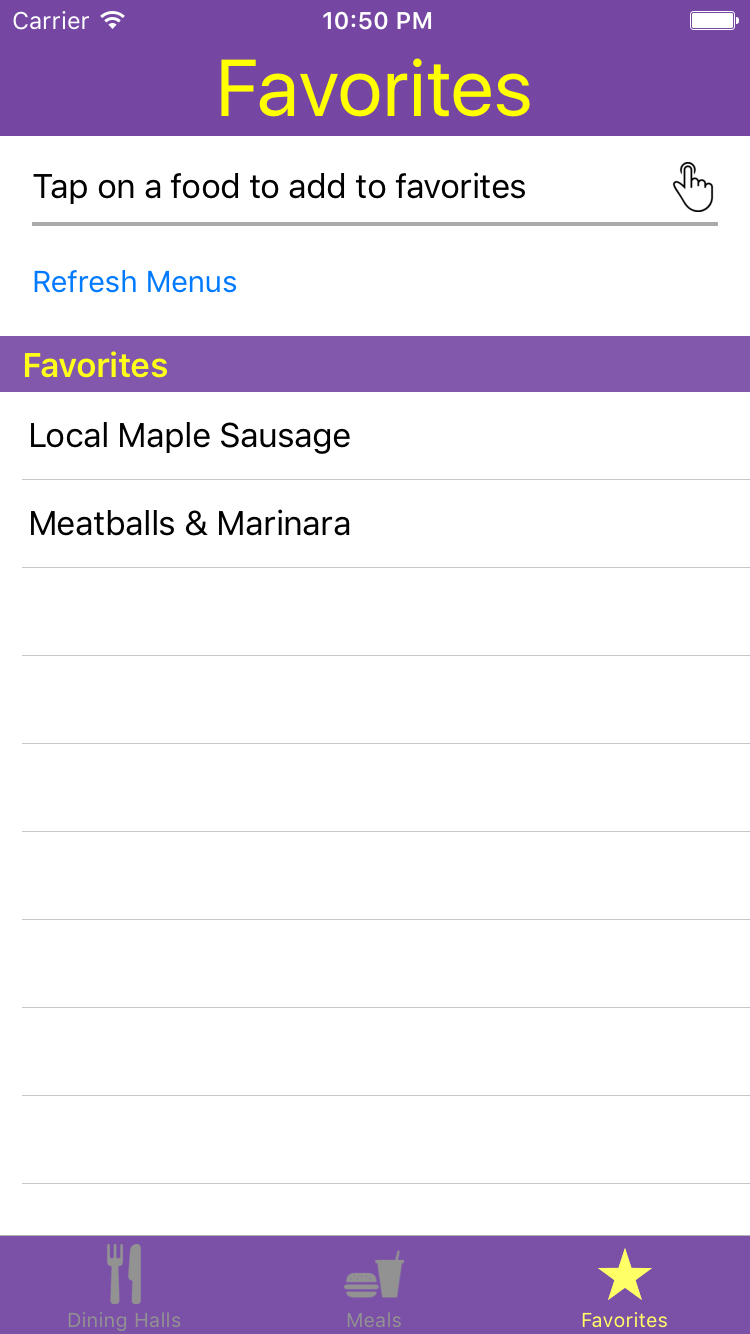 Carrier 10:50 PM
Favorites
Tap on a food to add to favorites
Refresh Menus
Favorites
Local Maple Sausage
Meatballs & Marinara
Dining Halls Meals Favorites